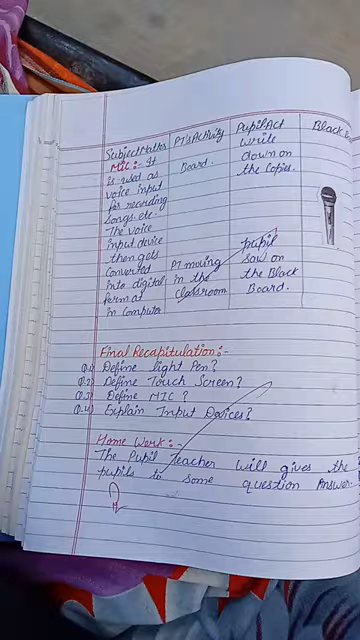 Subject Matter PT's Activity Pupil Act Black
MIC:- It Board. write
is used as down on
voice input the Copies.
for recording
songs. etc.
The voice
input device pupil
then gets saw on
Converted PT moving the Black
into digital in the Board.
form at classroom
in Computer
Final Recapitulation:-
Q.1) Define light Pen?
Q.2) Define Touch Screen?
Q.3) Define MIC?
Q.4) Explain Input Devices?
Home Work:-
The Pupil Teacher will gives the
pupils to some question Answer.